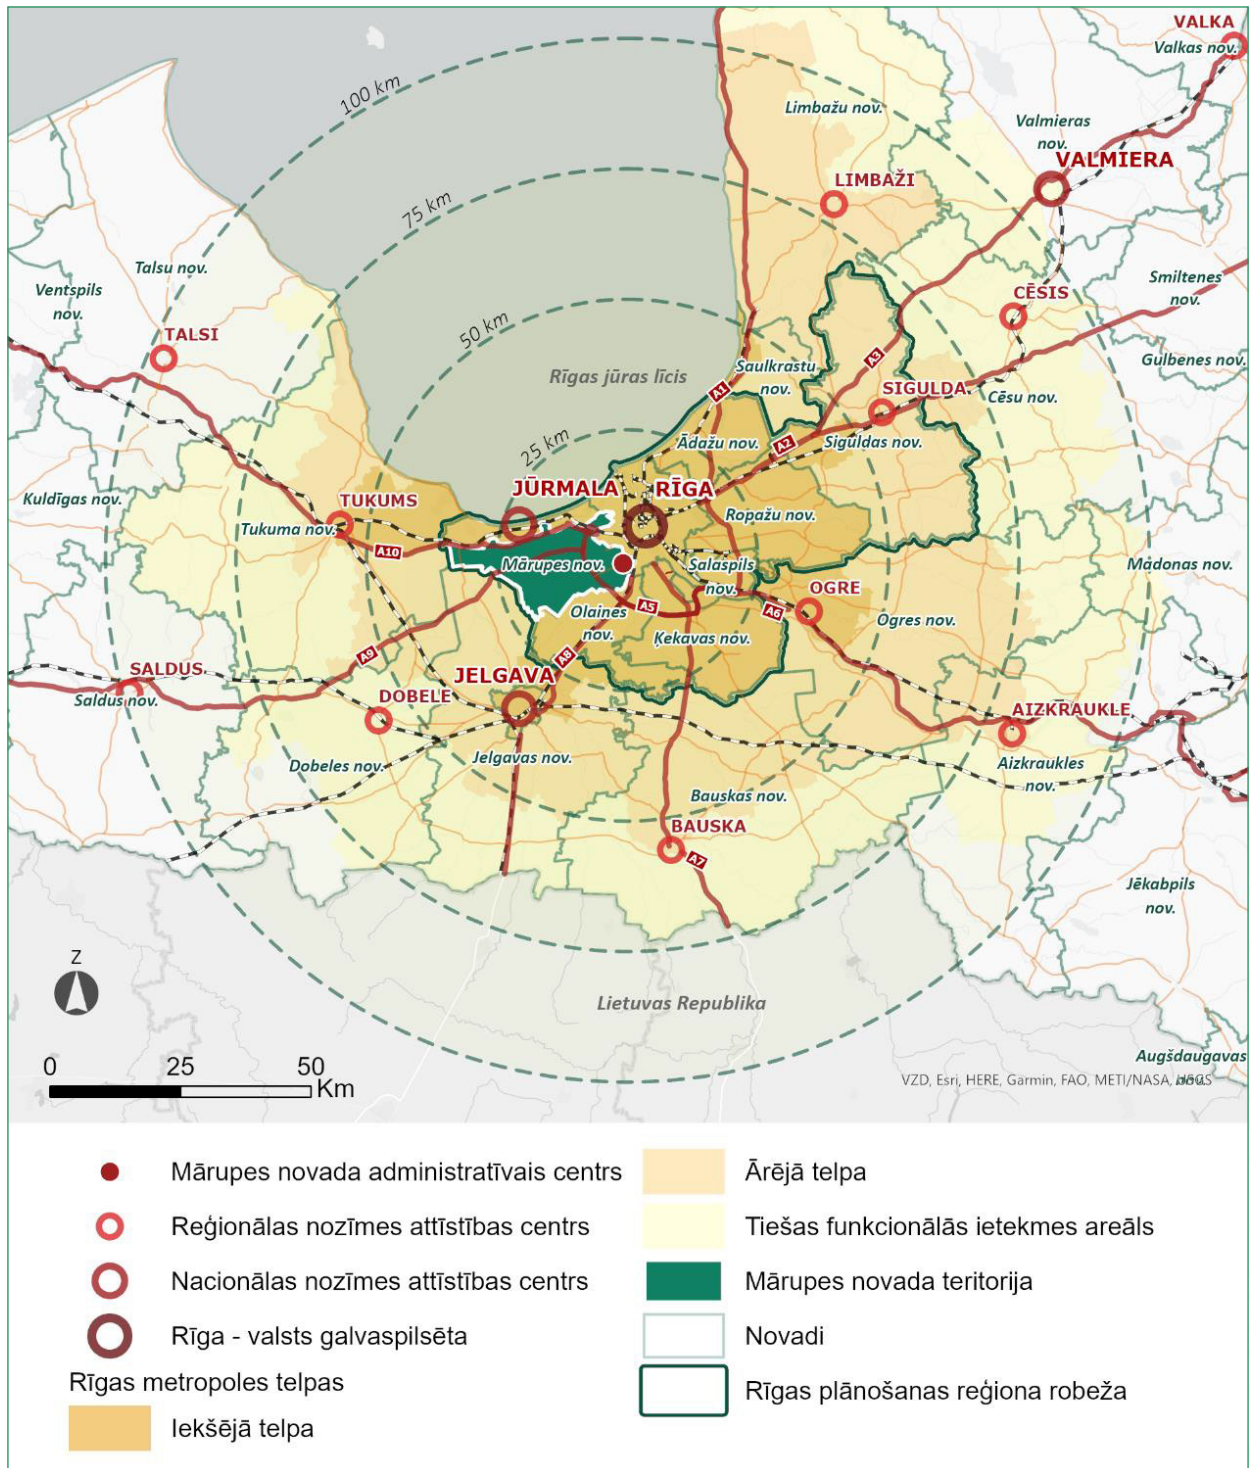 VALKA
Valkas nov.
100 km
Limbažu nov.
Valmieras
nov.
VALMIERA
75 km
LIMBAŽI
Talsu nov.
Ventspils
nov.
Smiltenes
nov.
CĒSIS
50 km
TALSI
Gulbenes nov.
Rīgas jūras līcis
Saulkrastu
nov.
A3
A1
SIGULDA
Cēsu nov.
25 km
Ādažu nov.
A2
Siguldas nov.
Kuldīgas nov.
TUKUMS
JŪRMALA
RĪGA
Ropažu nov.
Tukuma nov.
A10
Mārupes nov.
Salaspils
nov.
Madonas nov.
OGRE
A5
A6
Olaines
nov.
Ķekavas nov.
Ogres nov.
A9
A8
SALDUS
Saldus nov.
JELGAVA
DOBELE
AIZKRAUKLE
Dobeles nov.
Jelgavas nov.
Aizkraukles
nov.
Bauskas nov.
BAUSKA
A7
Jēkabpils
nov.
Z
Lietuvas Republika
0 25 50
Km
Augšdaugavas
nov.
VZD, Esri, HERE, Garmin, FAO, METI/NASA, USGS
Mārupes novada administratīvais centrs
Reģionālas nozīmes attīstības centrs
Nacionālas nozīmes attīstības centrs
Rīga - valsts galvaspilsēta
Rīgas metropoles telpas
Iekšējā telpa
Ārējā telpa
Tiešas funkcionālās ietekmes areāls
Mārupes novada teritorija
Novadi
Rīgas plānošanas reģiona robeža